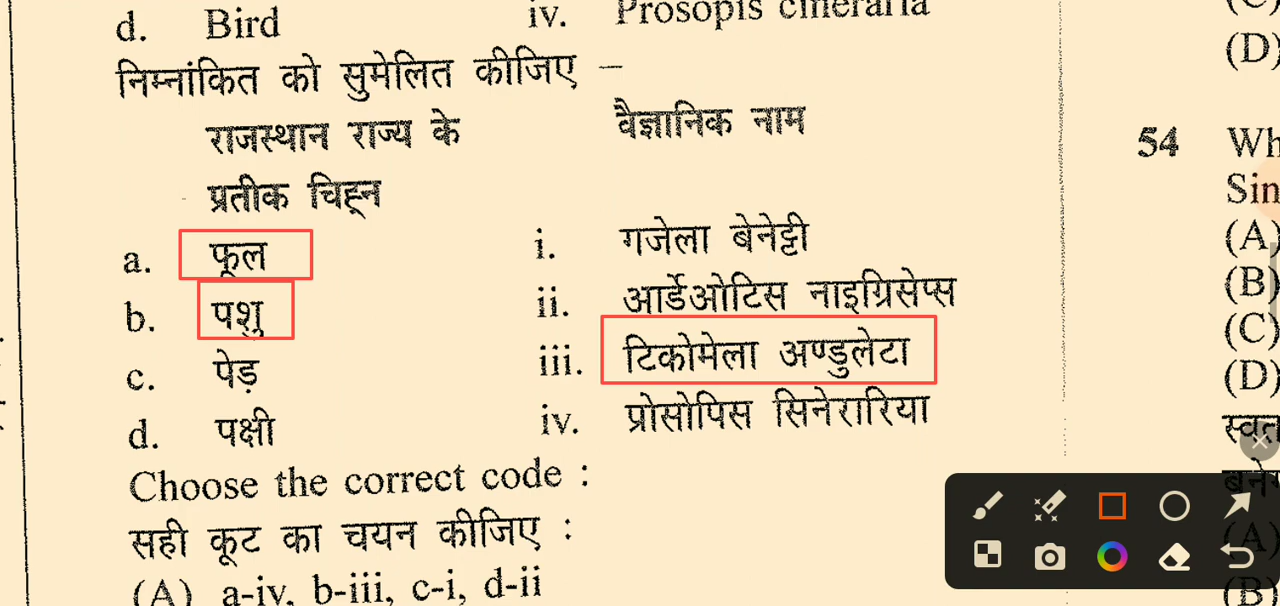 d. Bird iv. Prosopis cineraria
निम्नांकित को सुमेलित कीजिए –
राजस्थान राज्य के वैज्ञानिक नाम
प्रतीक चिह्न
a. फूल i. गजेला बेनेट्टी
b. पशु ii. आर्डेओटिस नाइग्रिसेप्स
c. पेड़ iii. टिकोमेला अण्डुलेटा
d. पक्षी iv. प्रोसोपिस सिनेरारिया
Choose the correct code :
सही कूट का चयन कीजिए :
(A) a-iv, b-iii, c-i, d-ii
(D)
54 Wh
Sin
(A)
(B)
(C)
(D)
स्वत
(A)
(B)